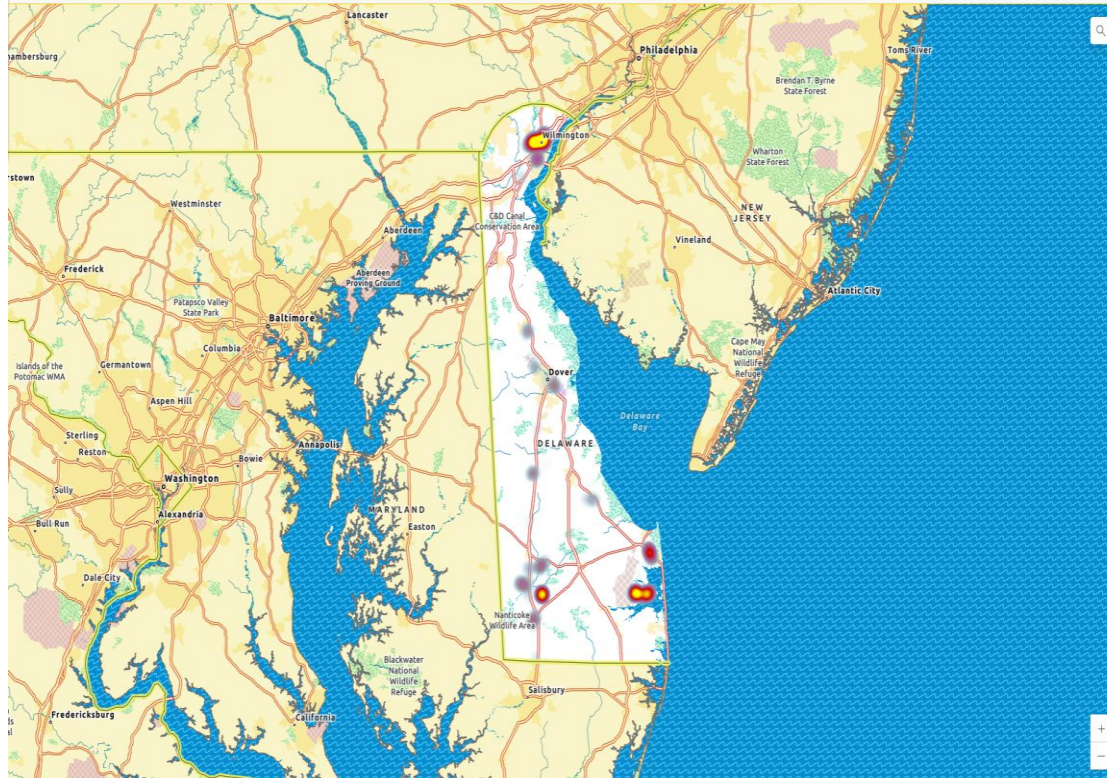 Lancaster
hambersburg
Philadelphia
Toms River
Brendan T. Byrne
State Forest
Wilmington
Wharton
State Forest
rstown
Westminster
NEW
JERSEY
C&D Canal
Conservation Area
Aberdeen
Vineland
Frederick
Aberdeen
Proving Ground
Atlantic City
Patapsco Valley
State Park
Baltimore
Columbia
Cape May
National
Wildlife
Refuge
Islands of the
Potomac WMA
Germantown
Dover
Aspen Hill
Delaware
Bay
Sterling
Reston
Annapolis
DELAWARE
Bowie
Washington
Sully
MARYLAND
Alexandria
Bull Run
Easton
Dale City
Nanticoke
Wildlife Area
Blackwater
National
Wildlife
Refuge
Salisbury
Fredericksburg
California
ds
al
+
−